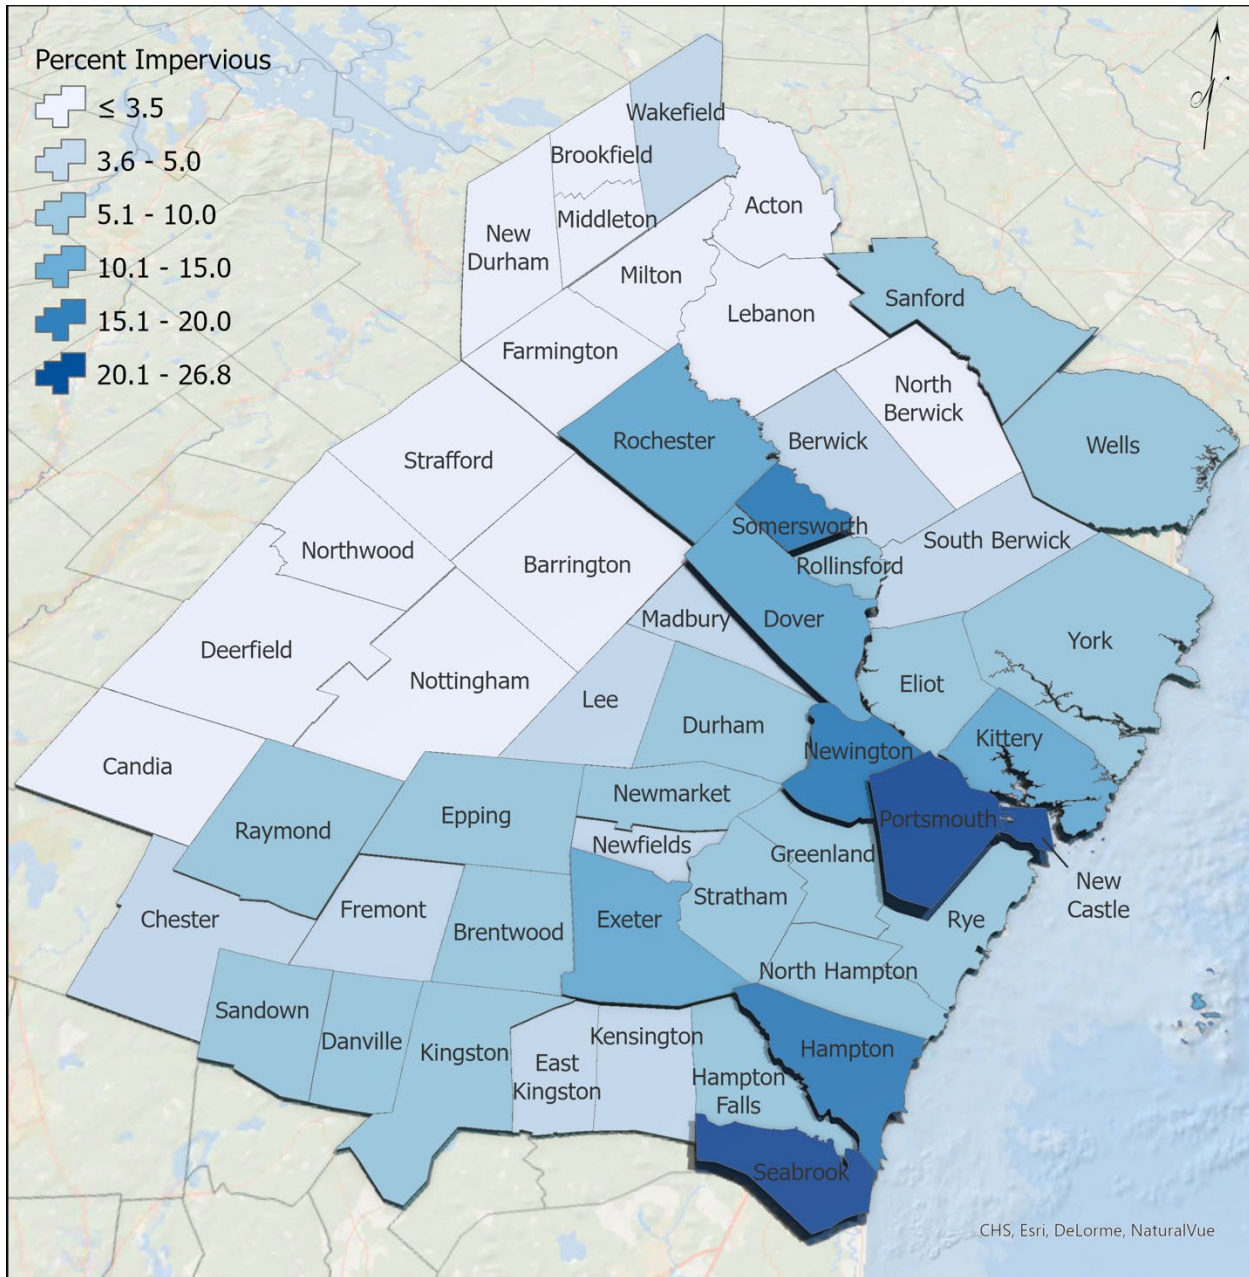 Percent Impervious
≤ 3.5
3.6 - 5.0
5.1 - 10.0
10.1 - 15.0
15.1 - 20.0
20.1 - 26.8
Wakefield
Brookfield
Middleton
New
Durham
Acton
Milton
Lebanon
Sanford
Farmington
North
Berwick
Rochester
Berwick
Wells
Strafford
Somersworth
South Berwick
Northwood
Barrington
Rollinsford
Madbury
Dover
York
Deerfield
Nottingham
Lee
Eliot
Durham
Newington
Kittery
Candia
Raymond
Epping
Newmarket
Portsmouth
Newfields
Greenland
New
Castle
Chester
Fremont
Brentwood
Exeter
Stratham
Rye
North Hampton
Sandown
Danville
Kingston
East
Kingston
Kensington
Hampton
Falls
Hampton
Seabrook
CHS, Esri, DeLorme, NaturalVue